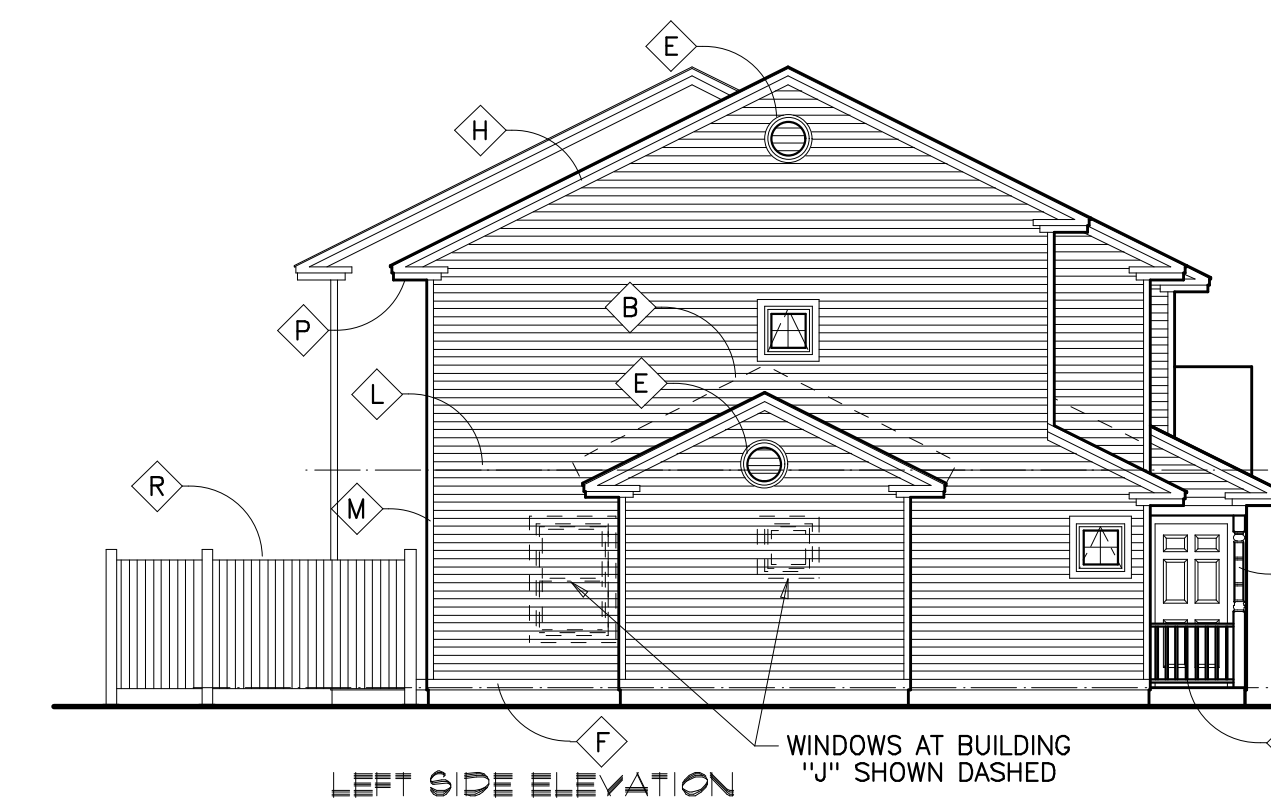 E
H
B
P
E
L
R
M
F
WINDOWS AT BUILDING
"J" SHOWN DASHED
LEFT SIDE ELEVATION